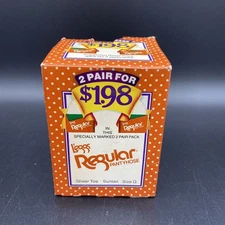 2 PAIR FOR
$1.98
Regular
IN THIS
SPECIALLY MARKED 2 PAIR PACK
L'eggs
Regular
PANTYHOSE
Sheer Toe Suntan Size Q